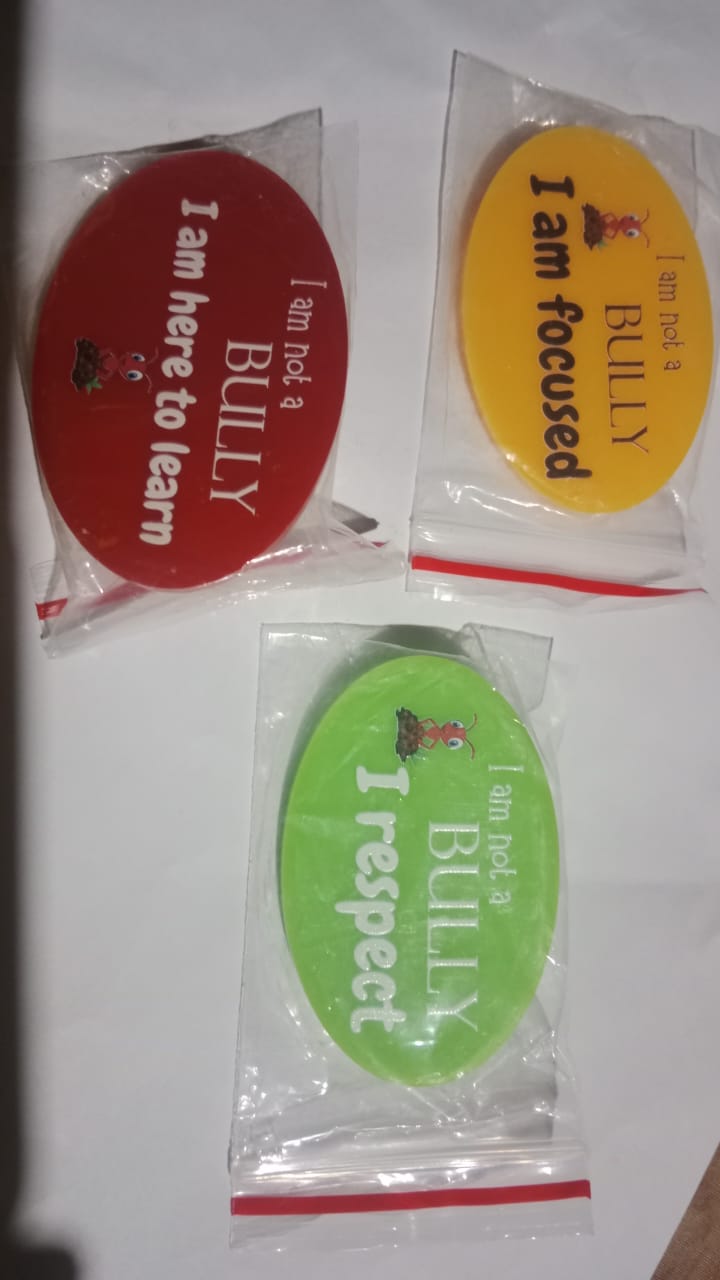 I am not a
BULLY
I am focused
I am not a
BULLY
I am here to learn
I am not a
BULLY
I respect